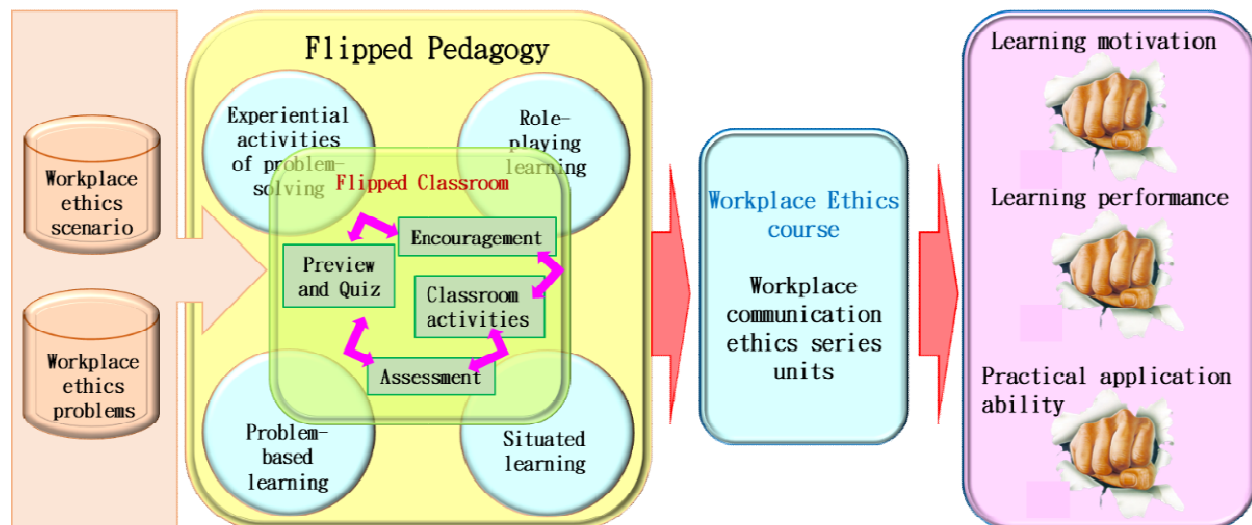 Workplace
ethics
scenario
Workplace
ethics
problems
Flipped Pedagogy
Experiential
activities
of problem-
solving
Role-
playing
learning
Flipped Classroom
Encouragement
Preview
and Quiz
Classroom
activities
Assessment
Problem-
based
learning
Situated
learning
Workplace Ethics
course
Workplace
communication
ethics series
units
Learning motivation
Learning performance
Practical application
ability